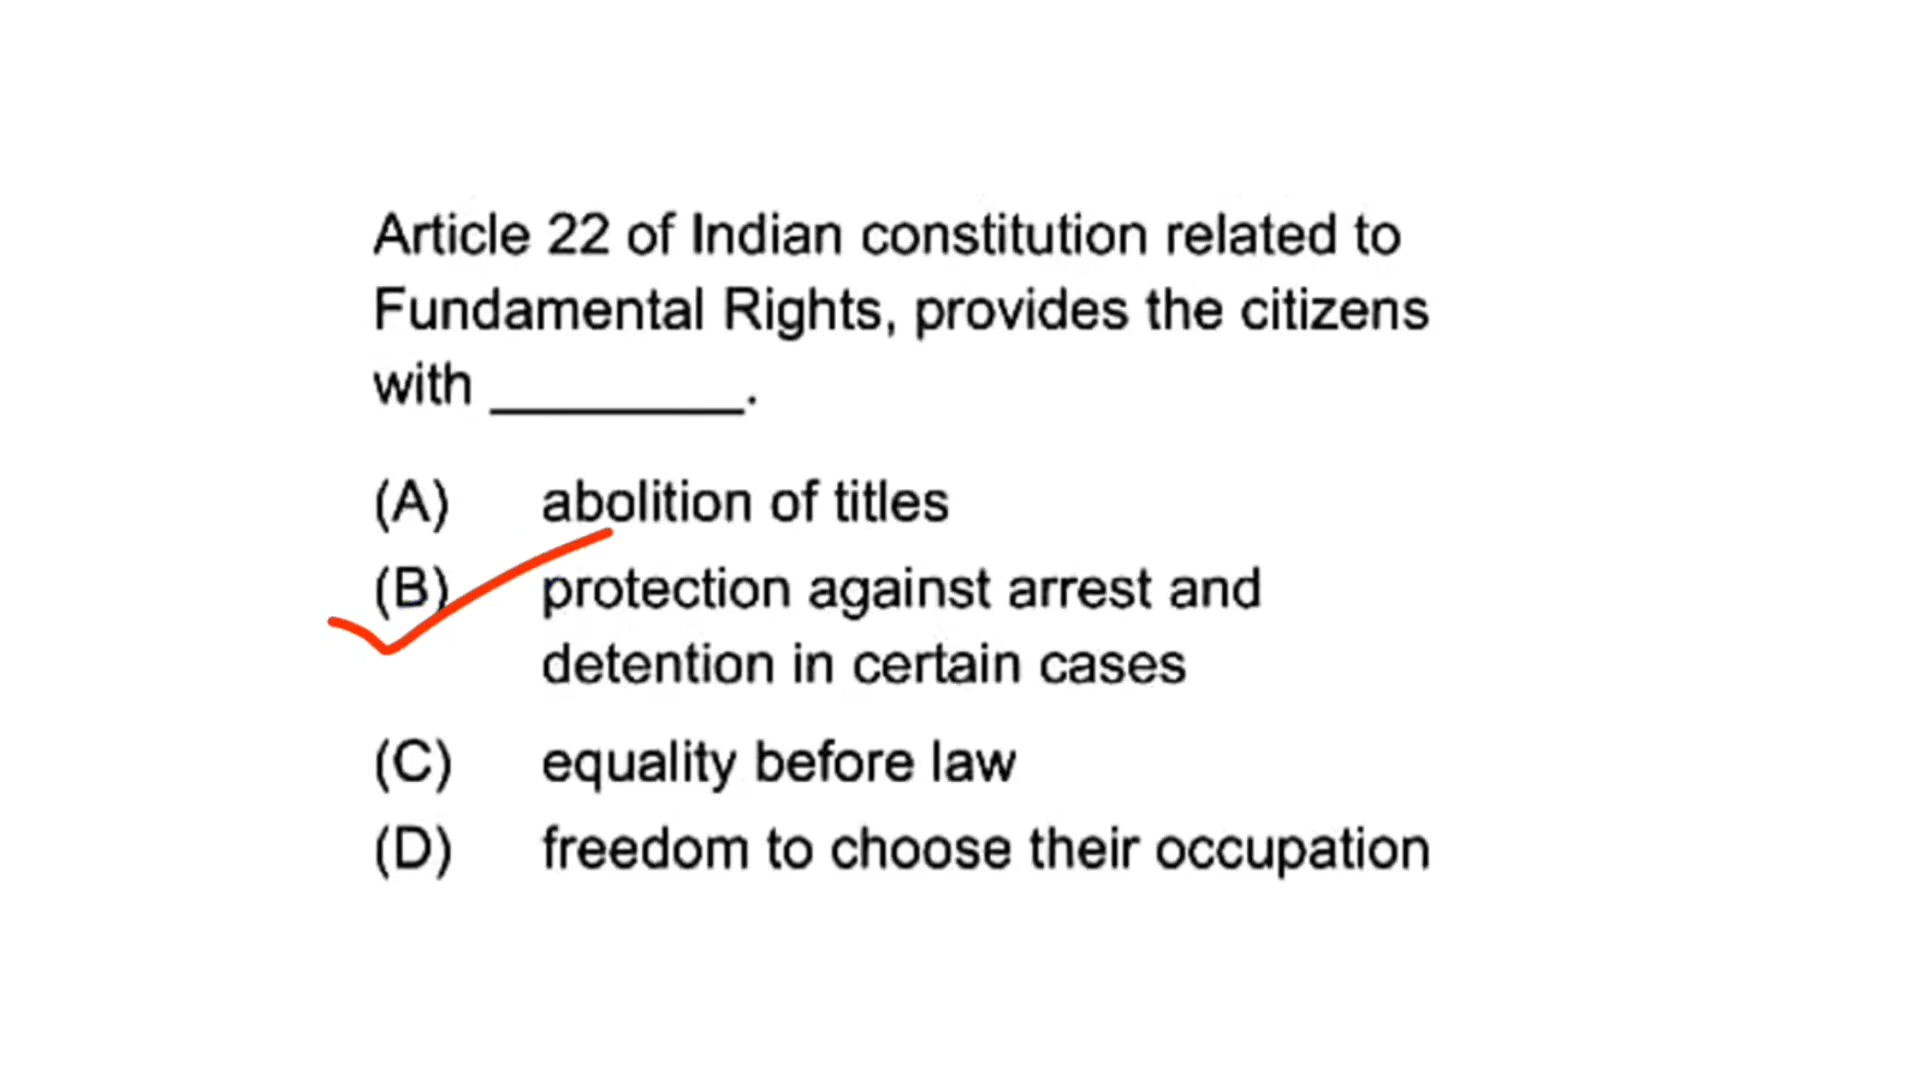 Article 22 of Indian constitution related to
Fundamental Rights, provides the citizens
with _________.
(A) abolition of titles
(B) protection against arrest and
detention in certain cases
(C) equality before law
(D) freedom to choose their occupation